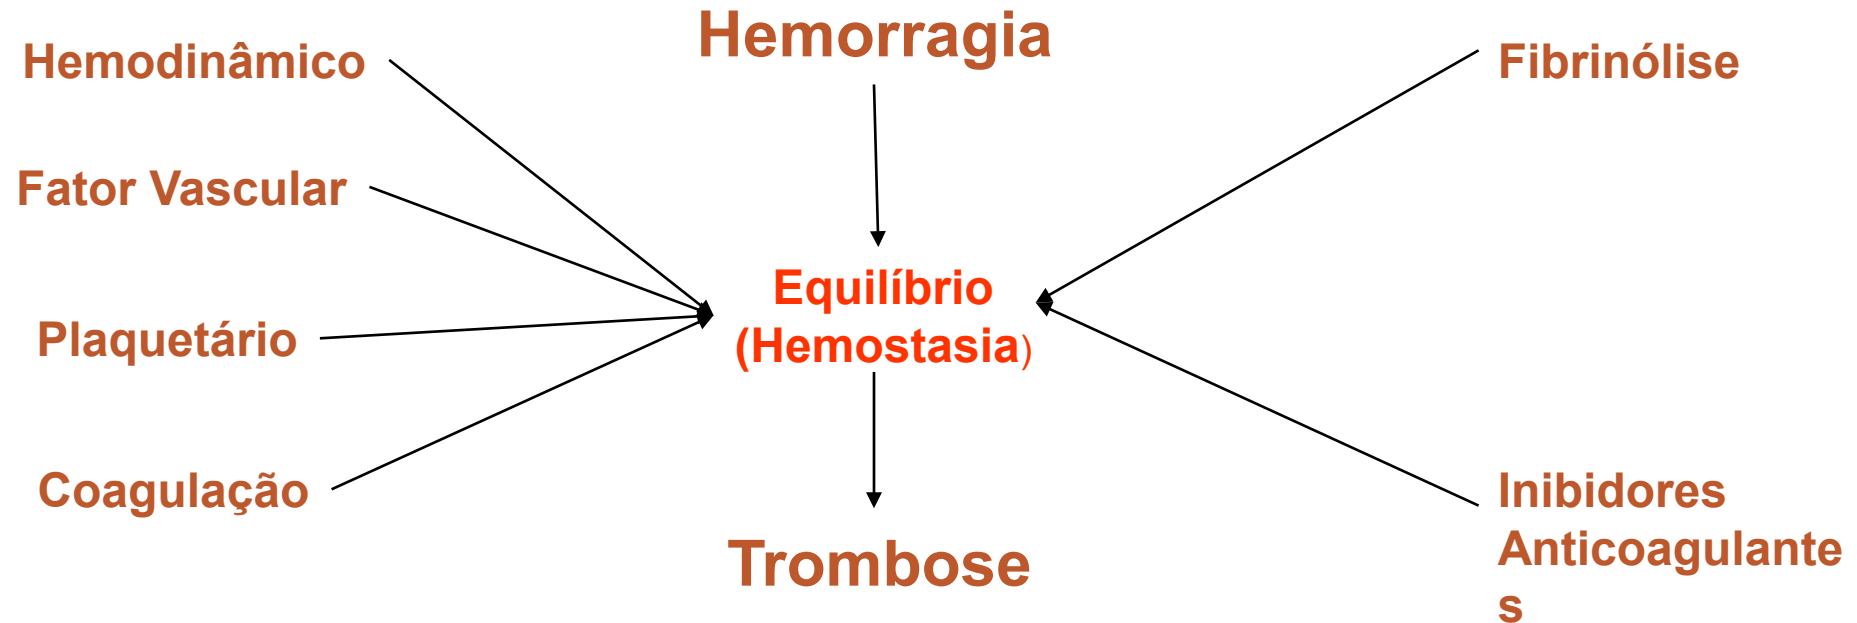 Hemorragia
Hemodinâmico
Fibrinólise
Fator Vascular
Equilíbrio
(Hemostasia)
Plaquetário
Coagulação
Inibidores
Anticoagulante
s
Trombose